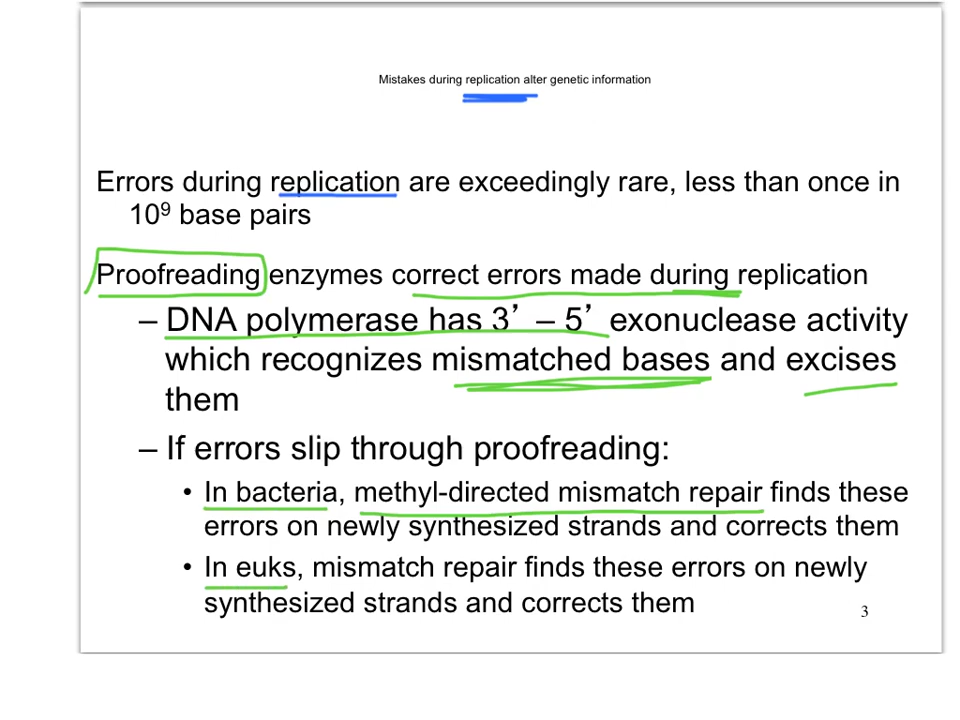 Mistakes during replication alter genetic information
Errors during replication are exceedingly rare, less than once in
10⁹ base pairs
Proofreading enzymes correct errors made during replication
– DNA polymerase has 3’ – 5’ exonuclease activity
which recognizes mismatched bases and excises
them
– If errors slip through proofreading:
• In bacteria, methyl-directed mismatch repair finds these
errors on newly synthesized strands and corrects them
• In euks, mismatch repair finds these errors on newly
synthesized strands and corrects them
3